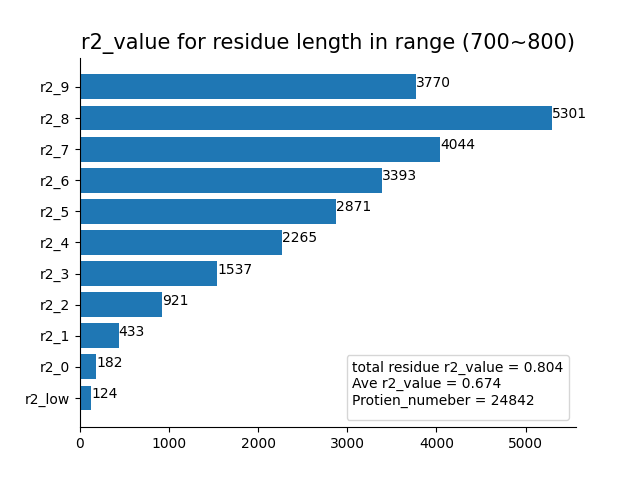 r2_value for residue length in range (700~800)
r2_9 3770
r2_8 5301
r2_7 4044
r2_6 3393
r2_5 2871
r2_4 2265
r2_3 1537
r2_2 921
r2_1 433
r2_0 182
r2_low 124
total residue r2_value = 0.804
Ave r2_value = 0.674
Protien_numeber = 24842
0 1000 2000 3000 4000 5000